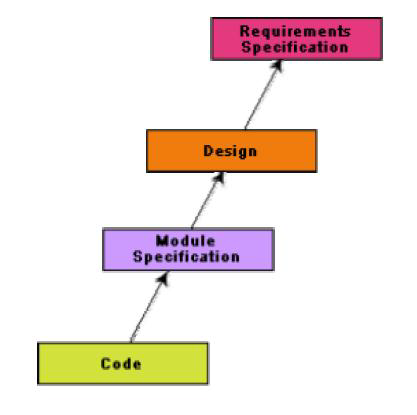 Requirements
Specification
Design
Module
Specification
Code